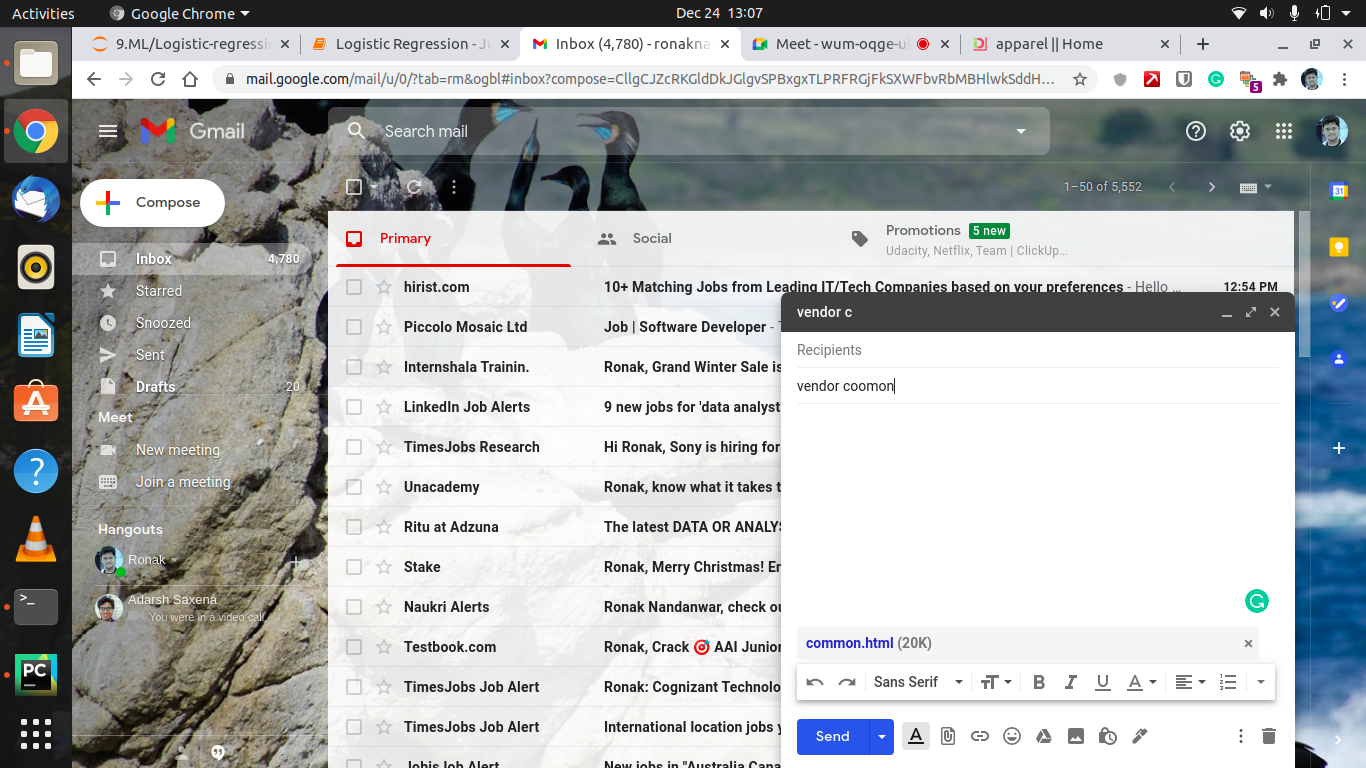 Activities
Google Chrome
Dec 24 13:07
9.ML/Logistic-regressi
Logistic Regression - Ju
Inbox (4,780) - ronakna
Meet - wum-oqge-ul
apparel || Home
mail.google.com/mail/u/0/?tab=rm&ogbl#inbox?compose=CllgCJZcRKGldDkJGlgvSPBxgxTLPRFRGjFkSXWFbvRbMBHlwkSddH…
5
Gmail
Search mail
Compose
1–50 of 5,552
Primary
Social
Promotions 5 new
Udacity, Netflix, Team | ClickUp…
Inbox 4,780
Starred
Snoozed
Sent
Drafts 20
Meet
New meeting
Join a meeting
Hangouts
Ronak
Adarsh Saxena
You were in a video call
hirist.com 10+ Matching Jobs from Leading IT/Tech Companies based on your preferences - Hello … 12:54 PM
Piccolo Mosaic Ltd Job | Software Developer -
Internshala Trainin. Ronak, Grand Winter Sale is
LinkedIn Job Alerts 9 new jobs for 'data analyst'
TimesJobs Research Hi Ronak, Sony is hiring for
Unacademy Ronak, know what it takes t
Ritu at Adzuna The latest DATA OR ANALYS
Stake Ronak, Merry Christmas! En
Naukri Alerts Ronak Nandanwar, check ou
Testbook.com Ronak, Crack 🎯 AAI Junior
TimesJobs Job Alert Ronak: Cognizant Technolo
TimesJobs Job Alert International location jobs y
JobisJob Alert New jobs in "Australia Cana
vendor c
Recipients
vendor coomon
common.html (20K)
Sans Serif
Send
31
PC